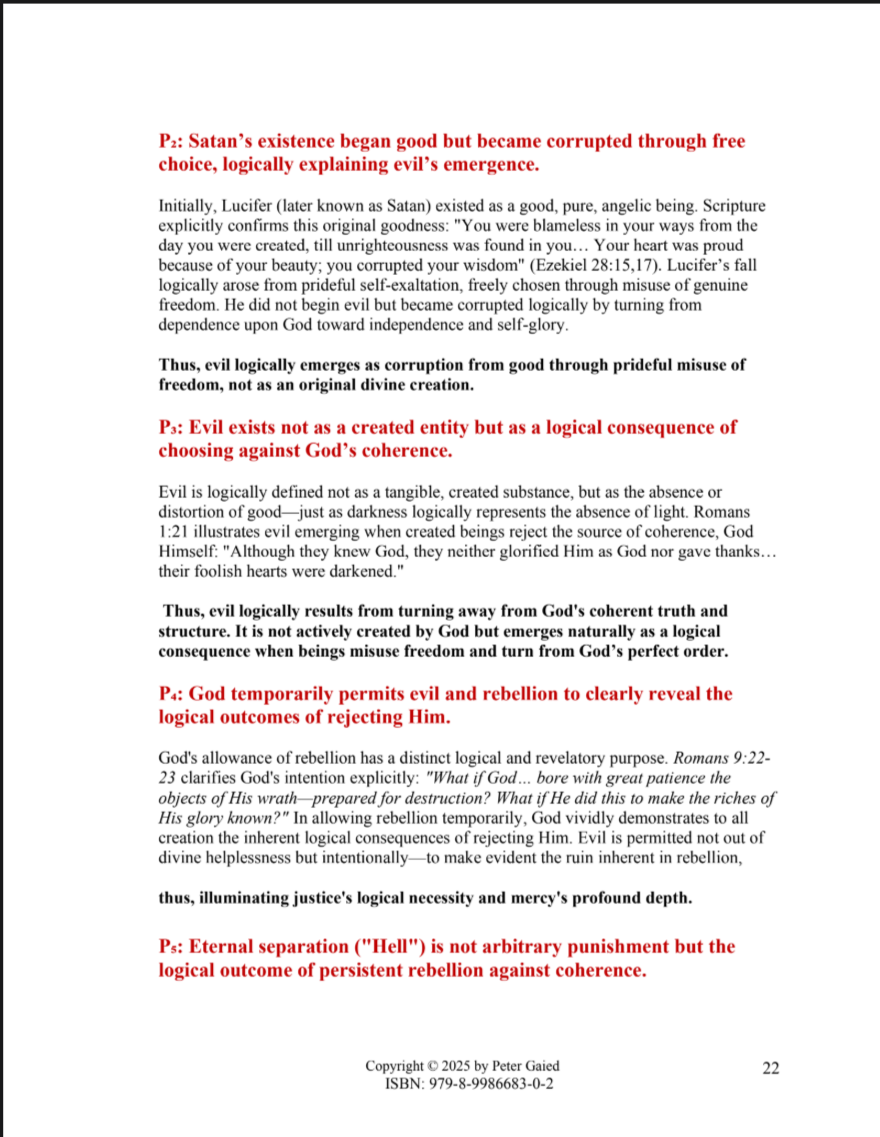 P₂: Satan’s existence began good but became corrupted through free
choice, logically explaining evil’s emergence.
Initially, Lucifer (later known as Satan) existed as a good, pure, angelic being. Scripture
explicitly confirms this original goodness: "You were blameless in your ways from the
day you were created, till unrighteousness was found in you… Your heart was proud
because of your beauty; you corrupted your wisdom" (Ezekiel 28:15,17). Lucifer’s fall
logically arose from prideful self-exaltation, freely chosen through misuse of genuine
freedom. He did not begin evil but became corrupted logically by turning from
dependence upon God toward independence and self-glory.
Thus, evil logically emerges as corruption from good through prideful misuse of
freedom, not as an original divine creation.
P₃: Evil exists not as a created entity but as a logical consequence of
choosing against God’s coherence.
Evil is logically defined not as a tangible, created substance, but as the absence or
distortion of good—just as darkness logically represents the absence of light. Romans
1:21 illustrates evil emerging when created beings reject the source of coherence, God
Himself: "Although they knew God, they neither glorified Him as God nor gave thanks…
their foolish hearts were darkened."
Thus, evil logically results from turning away from God's coherent truth and
structure. It is not actively created by God but emerges naturally as a logical
consequence when beings misuse freedom and turn from God’s perfect order.
P₄: God temporarily permits evil and rebellion to clearly reveal the
logical outcomes of rejecting Him.
God's allowance of rebellion has a distinct logical and revelatory purpose. Romans 9:22-
23 clarifies God's intention explicitly: "What if God... bore with great patience the
objects of His wrath—prepared for destruction? What if He did this to make the riches of
His glory known?" In allowing rebellion temporarily, God vividly demonstrates to all
creation the inherent logical consequences of rejecting Him. Evil is permitted not out of
divine helplessness but intentionally—to make evident the ruin inherent in rebellion,
thus, illuminating justice's logical necessity and mercy's profound depth.
P₅: Eternal separation ("Hell") is not arbitrary punishment but the
logical outcome of persistent rebellion against coherence.
Copyright © 2025 by Peter Gaied
ISBN: 979-8-9986683-0-2
22